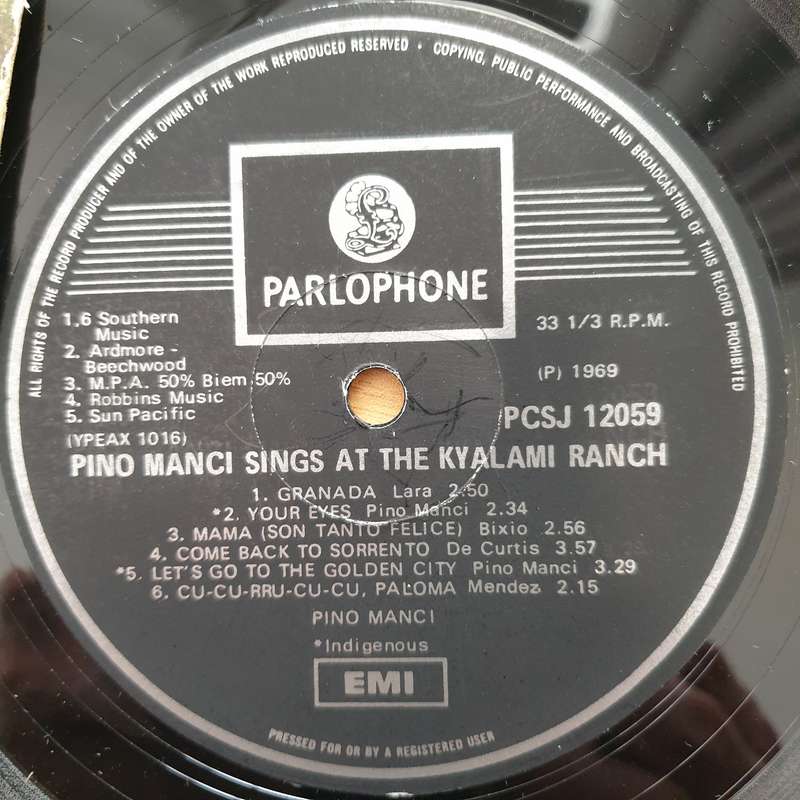 ALL RIGHTS OF THE RECORD PRODUCER AND OF THE OWNER OF THE WORK REPRODUCED RESERVED • COPYING, PUBLIC PERFORMANCE AND BROADCASTING OF THIS RECORD PROHIBITED
£
PARLOPHONE
1,6 Southern
Music
2. Ardmore -
Beechwood
3. M.P.A. 50% Biem 50%
4. Robbins Music
5. Sun Pacific
(YPEAX 1016)
33 1/3 R.P.M.
(P) 1969
PCSJ 12059
PINO MANCI SINGS AT THE KYALAMI RANCH
1. GRANADA Lara 2.50
*2. YOUR EYES Pino Manci 2.34
3. MAMA (SON TANTO FELICE) Bixio 2.56
4. COME BACK TO SORRENTO De Curtis 3.57
*5. LET'S GO TO THE GOLDEN CITY Pino Manci 3.29
6. CU-CU-RRU-CU-CU, PALOMA Mendez 2.15
PINO MANCI
*Indigenous
EMI
PRESSED FOR OR BY A REGISTERED USER